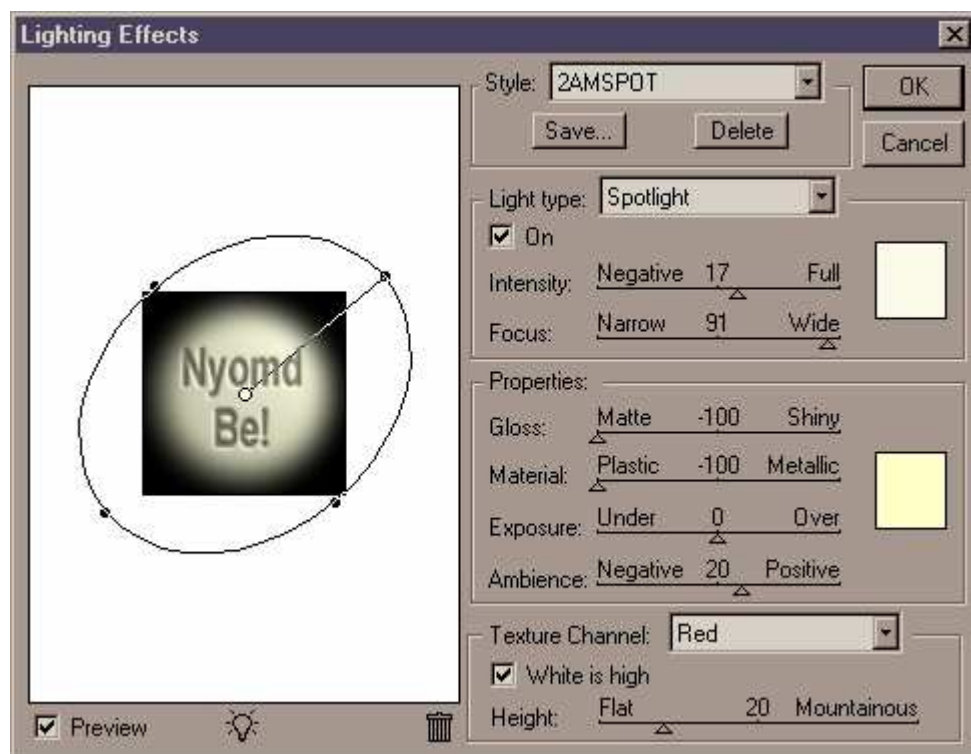 Lighting Effects
Style: 2AMSPOT
OK
Save... Delete
Cancel
Light type: Spotlight
On
Intensity: Negative 17 Full
Focus: Narrow 91 Wide
Nyomd
Be!
Properties:
Gloss: Matte -100 Shiny
Material: Plastic -100 Metallic
Exposure: Under 0 Over
Ambience: Negative 20 Positive
Texture Channel: Red
White is high
Height: Flat 20 Mountainous
Preview